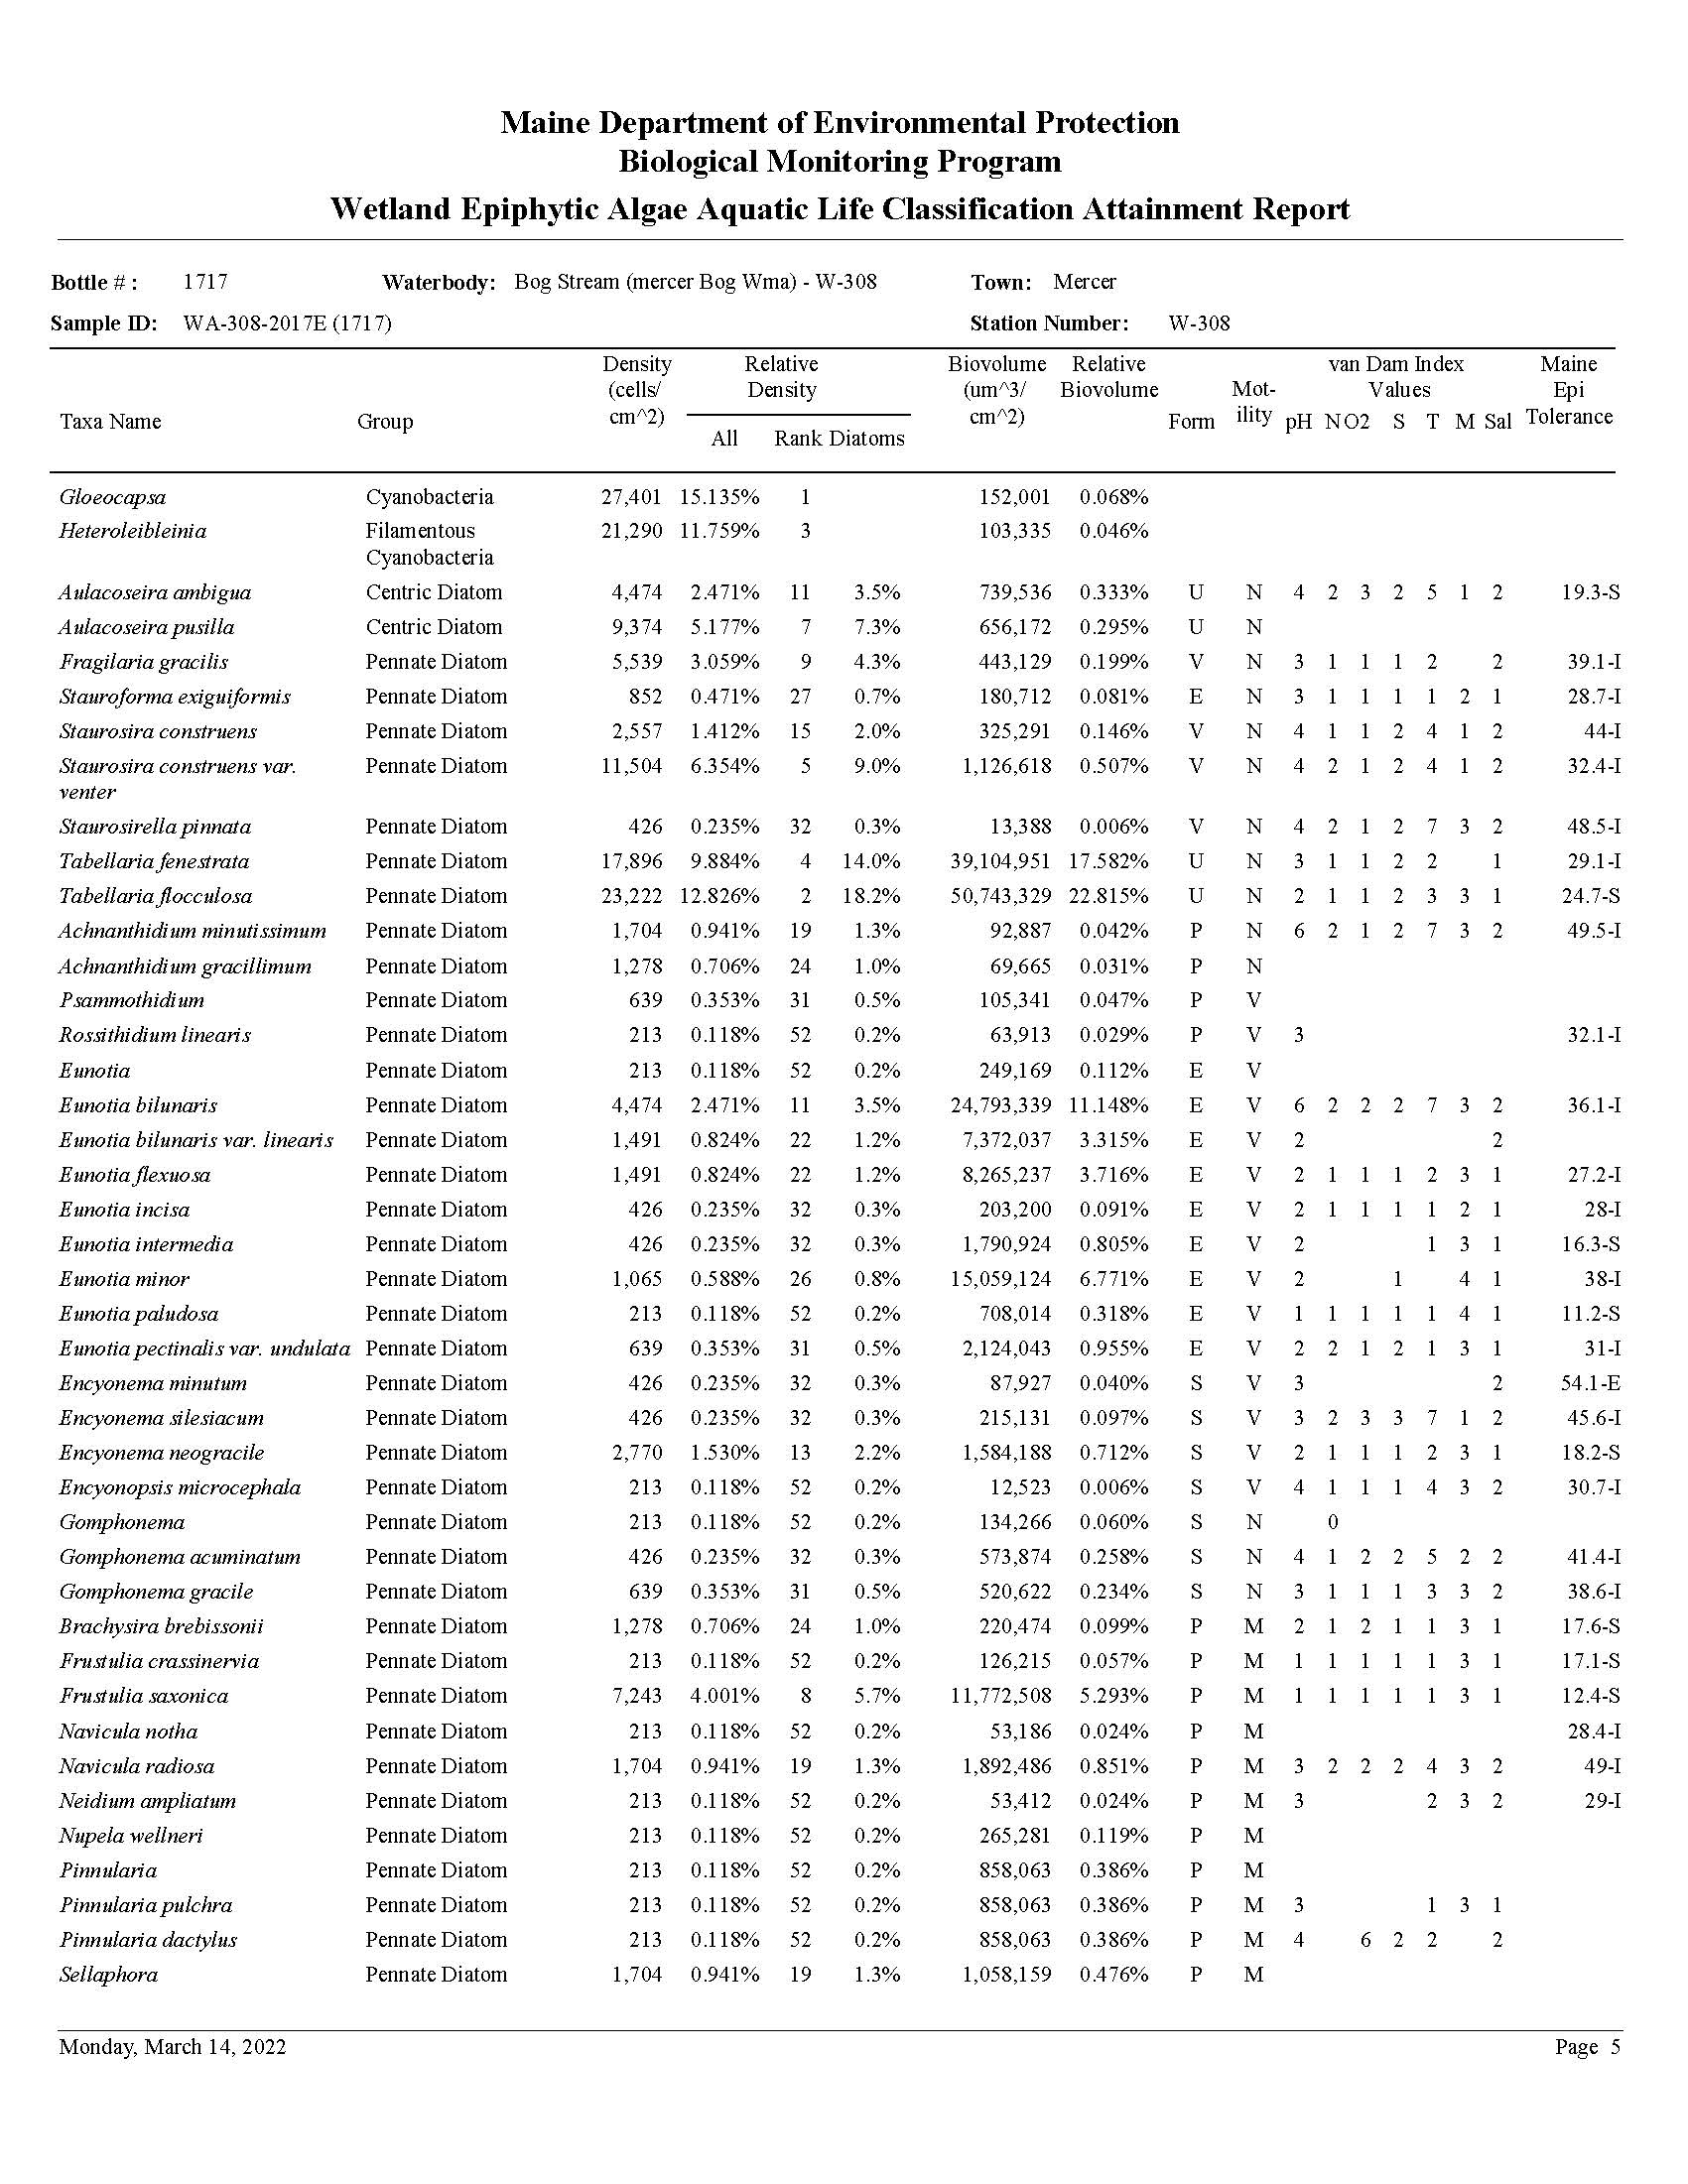 Maine Department of Environmental Protection
Biological Monitoring Program
Wetland Epiphytic Algae Aquatic Life Classification Attainment Report
Bottle # : 1717 Waterbody: Bog Stream (mercer Bog Wma) - W-308 Town: Mercer
Sample ID: WA-308-2017E (1717) Station Number: W-308
Density Relative Biovolume Relative van Dam Index Maine
(cells/ Density (um^3/ Biovolume Mot- Values Epi
Taxa Name Group cm^2) cm^2) Form ility pH N O2 S T M Sal Tolerance
All Rank Diatoms
Gloeocapsa Cyanobacteria 27,401 15.135% 1 152,001 0.068%
Heteroleibleinia Filamentous 21,290 11.759% 3 103,335 0.046%
Cyanobacteria
Aulacoseira ambigua Centric Diatom 4,474 2.471% 11 3.5% 739,536 0.333% U N 4 2 3 2 5 1 2 19.3-S
Aulacoseira pusilla Centric Diatom 9,374 5.177% 7 7.3% 656,172 0.295% U N
Fragilaria gracilis Pennate Diatom 5,539 3.059% 9 4.3% 443,129 0.199% V N 3 1 1 1 2 2 39.1-I
Stauroforma exiguiformis Pennate Diatom 852 0.471% 27 0.7% 180,712 0.081% E N 3 1 1 1 1 2 1 28.7-I
Staurosira construens Pennate Diatom 2,557 1.412% 15 2.0% 325,291 0.146% V N 4 1 1 2 4 1 2 44-I
Staurosira construens var. Pennate Diatom 11,504 6.354% 5 9.0% 1,126,618 0.507% V N 4 2 1 2 4 1 2 32.4-I
venter
Staurosirella pinnata Pennate Diatom 426 0.235% 32 0.3% 13,388 0.006% V N 4 2 1 2 7 3 2 48.5-I
Tabellaria fenestrata Pennate Diatom 17,896 9.884% 4 14.0% 39,104,951 17.582% U N 3 1 1 2 2 1 29.1-I
Tabellaria flocculosa Pennate Diatom 23,222 12.826% 2 18.2% 50,743,329 22.815% U N 2 1 1 2 3 3 1 24.7-S
Achnanthidium minutissimum Pennate Diatom 1,704 0.941% 19 1.3% 92,887 0.042% P N 6 2 1 2 7 3 2 49.5-I
Achnanthidium gracillimum Pennate Diatom 1,278 0.706% 24 1.0% 69,665 0.031% P N
Psammothidium Pennate Diatom 639 0.353% 31 0.5% 105,341 0.047% P V
Rossithidium linearis Pennate Diatom 213 0.118% 52 0.2% 63,913 0.029% P V 3 32.1-I
Eunotia Pennate Diatom 213 0.118% 52 0.2% 249,169 0.112% E V
Eunotia bilunaris Pennate Diatom 4,474 2.471% 11 3.5% 24,793,339 11.148% E V 6 2 2 2 7 3 2 36.1-I
Eunotia bilunaris var. linearis Pennate Diatom 1,491 0.824% 22 1.2% 7,372,037 3.315% E V 2 2
Eunotia flexuosa Pennate Diatom 1,491 0.824% 22 1.2% 8,265,237 3.716% E V 2 1 1 1 2 3 1 27.2-I
Eunotia incisa Pennate Diatom 426 0.235% 32 0.3% 203,200 0.091% E V 2 1 1 1 1 2 1 28-I
Eunotia intermedia Pennate Diatom 426 0.235% 32 0.3% 1,790,924 0.805% E V 2 1 3 1 16.3-S
Eunotia minor Pennate Diatom 1,065 0.588% 26 0.8% 15,059,124 6.771% E V 2 1 4 1 38-I
Eunotia paludosa Pennate Diatom 213 0.118% 52 0.2% 708,014 0.318% E V 1 1 1 1 1 4 1 11.2-S
Eunotia pectinalis var. undulata Pennate Diatom 639 0.353% 31 0.5% 2,124,043 0.955% E V 2 2 1 2 1 3 1 31-I
Encyonema minutum Pennate Diatom 426 0.235% 32 0.3% 87,927 0.040% S V 3 2 54.1-E
Encyonema silesiacum Pennate Diatom 426 0.235% 32 0.3% 215,131 0.097% S V 3 2 3 3 7 1 2 45.6-I
Encyonema neogracile Pennate Diatom 2,770 1.530% 13 2.2% 1,584,188 0.712% S V 2 1 1 1 2 3 1 18.2-S
Encyonopsis microcephala Pennate Diatom 213 0.118% 52 0.2% 12,523 0.006% S V 4 1 1 1 4 3 2 30.7-I
Gomphonema Pennate Diatom 213 0.118% 52 0.2% 134,266 0.060% S N 0
Gomphonema acuminatum Pennate Diatom 426 0.235% 32 0.3% 573,874 0.258% S N 4 1 2 2 5 2 2 41.4-I
Gomphonema gracile Pennate Diatom 639 0.353% 31 0.5% 520,622 0.234% S N 3 1 1 1 3 3 2 38.6-I
Brachysira brebissonii Pennate Diatom 1,278 0.706% 24 1.0% 220,474 0.099% P M 2 1 2 1 1 3 1 17.6-S
Frustulia crassinervia Pennate Diatom 213 0.118% 52 0.2% 126,215 0.057% P M 1 1 1 1 1 3 1 17.1-S
Frustulia saxonica Pennate Diatom 7,243 4.001% 8 5.7% 11,772,508 5.293% P M 1 1 1 1 1 3 1 12.4-S
Navicula notha Pennate Diatom 213 0.118% 52 0.2% 53,186 0.024% P M 28.4-I
Navicula radiosa Pennate Diatom 1,704 0.941% 19 1.3% 1,892,486 0.851% P M 3 2 2 2 4 3 2 49-I
Neidium ampliatum Pennate Diatom 213 0.118% 52 0.2% 53,412 0.024% P M 3 2 3 2 29-I
Nupela wellneri Pennate Diatom 213 0.118% 52 0.2% 265,281 0.119% P M
Pinnularia Pennate Diatom 213 0.118% 52 0.2% 858,063 0.386% P M
Pinnularia pulchra Pennate Diatom 213 0.118% 52 0.2% 858,063 0.386% P M 3 1 3 1
Pinnularia dactylus Pennate Diatom 213 0.118% 52 0.2% 858,063 0.386% P M 4 6 2 2 2
Sellaphora Pennate Diatom 1,704 0.941% 19 1.3% 1,058,159 0.476% P M
Monday, March 14, 2022 Page 5